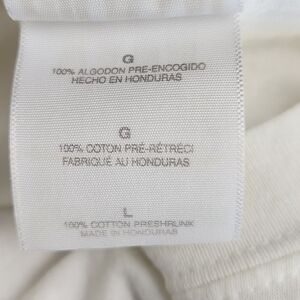 G
100% ALGODON PRE-ENCOGIDO
HECHO EN HONDURAS
G
100% COTON PRÉ-RÉTRÉCI
FABRIQUÉ AU HONDURAS
L
100% COTTON PRESHRUNK
MADE IN HONDURAS